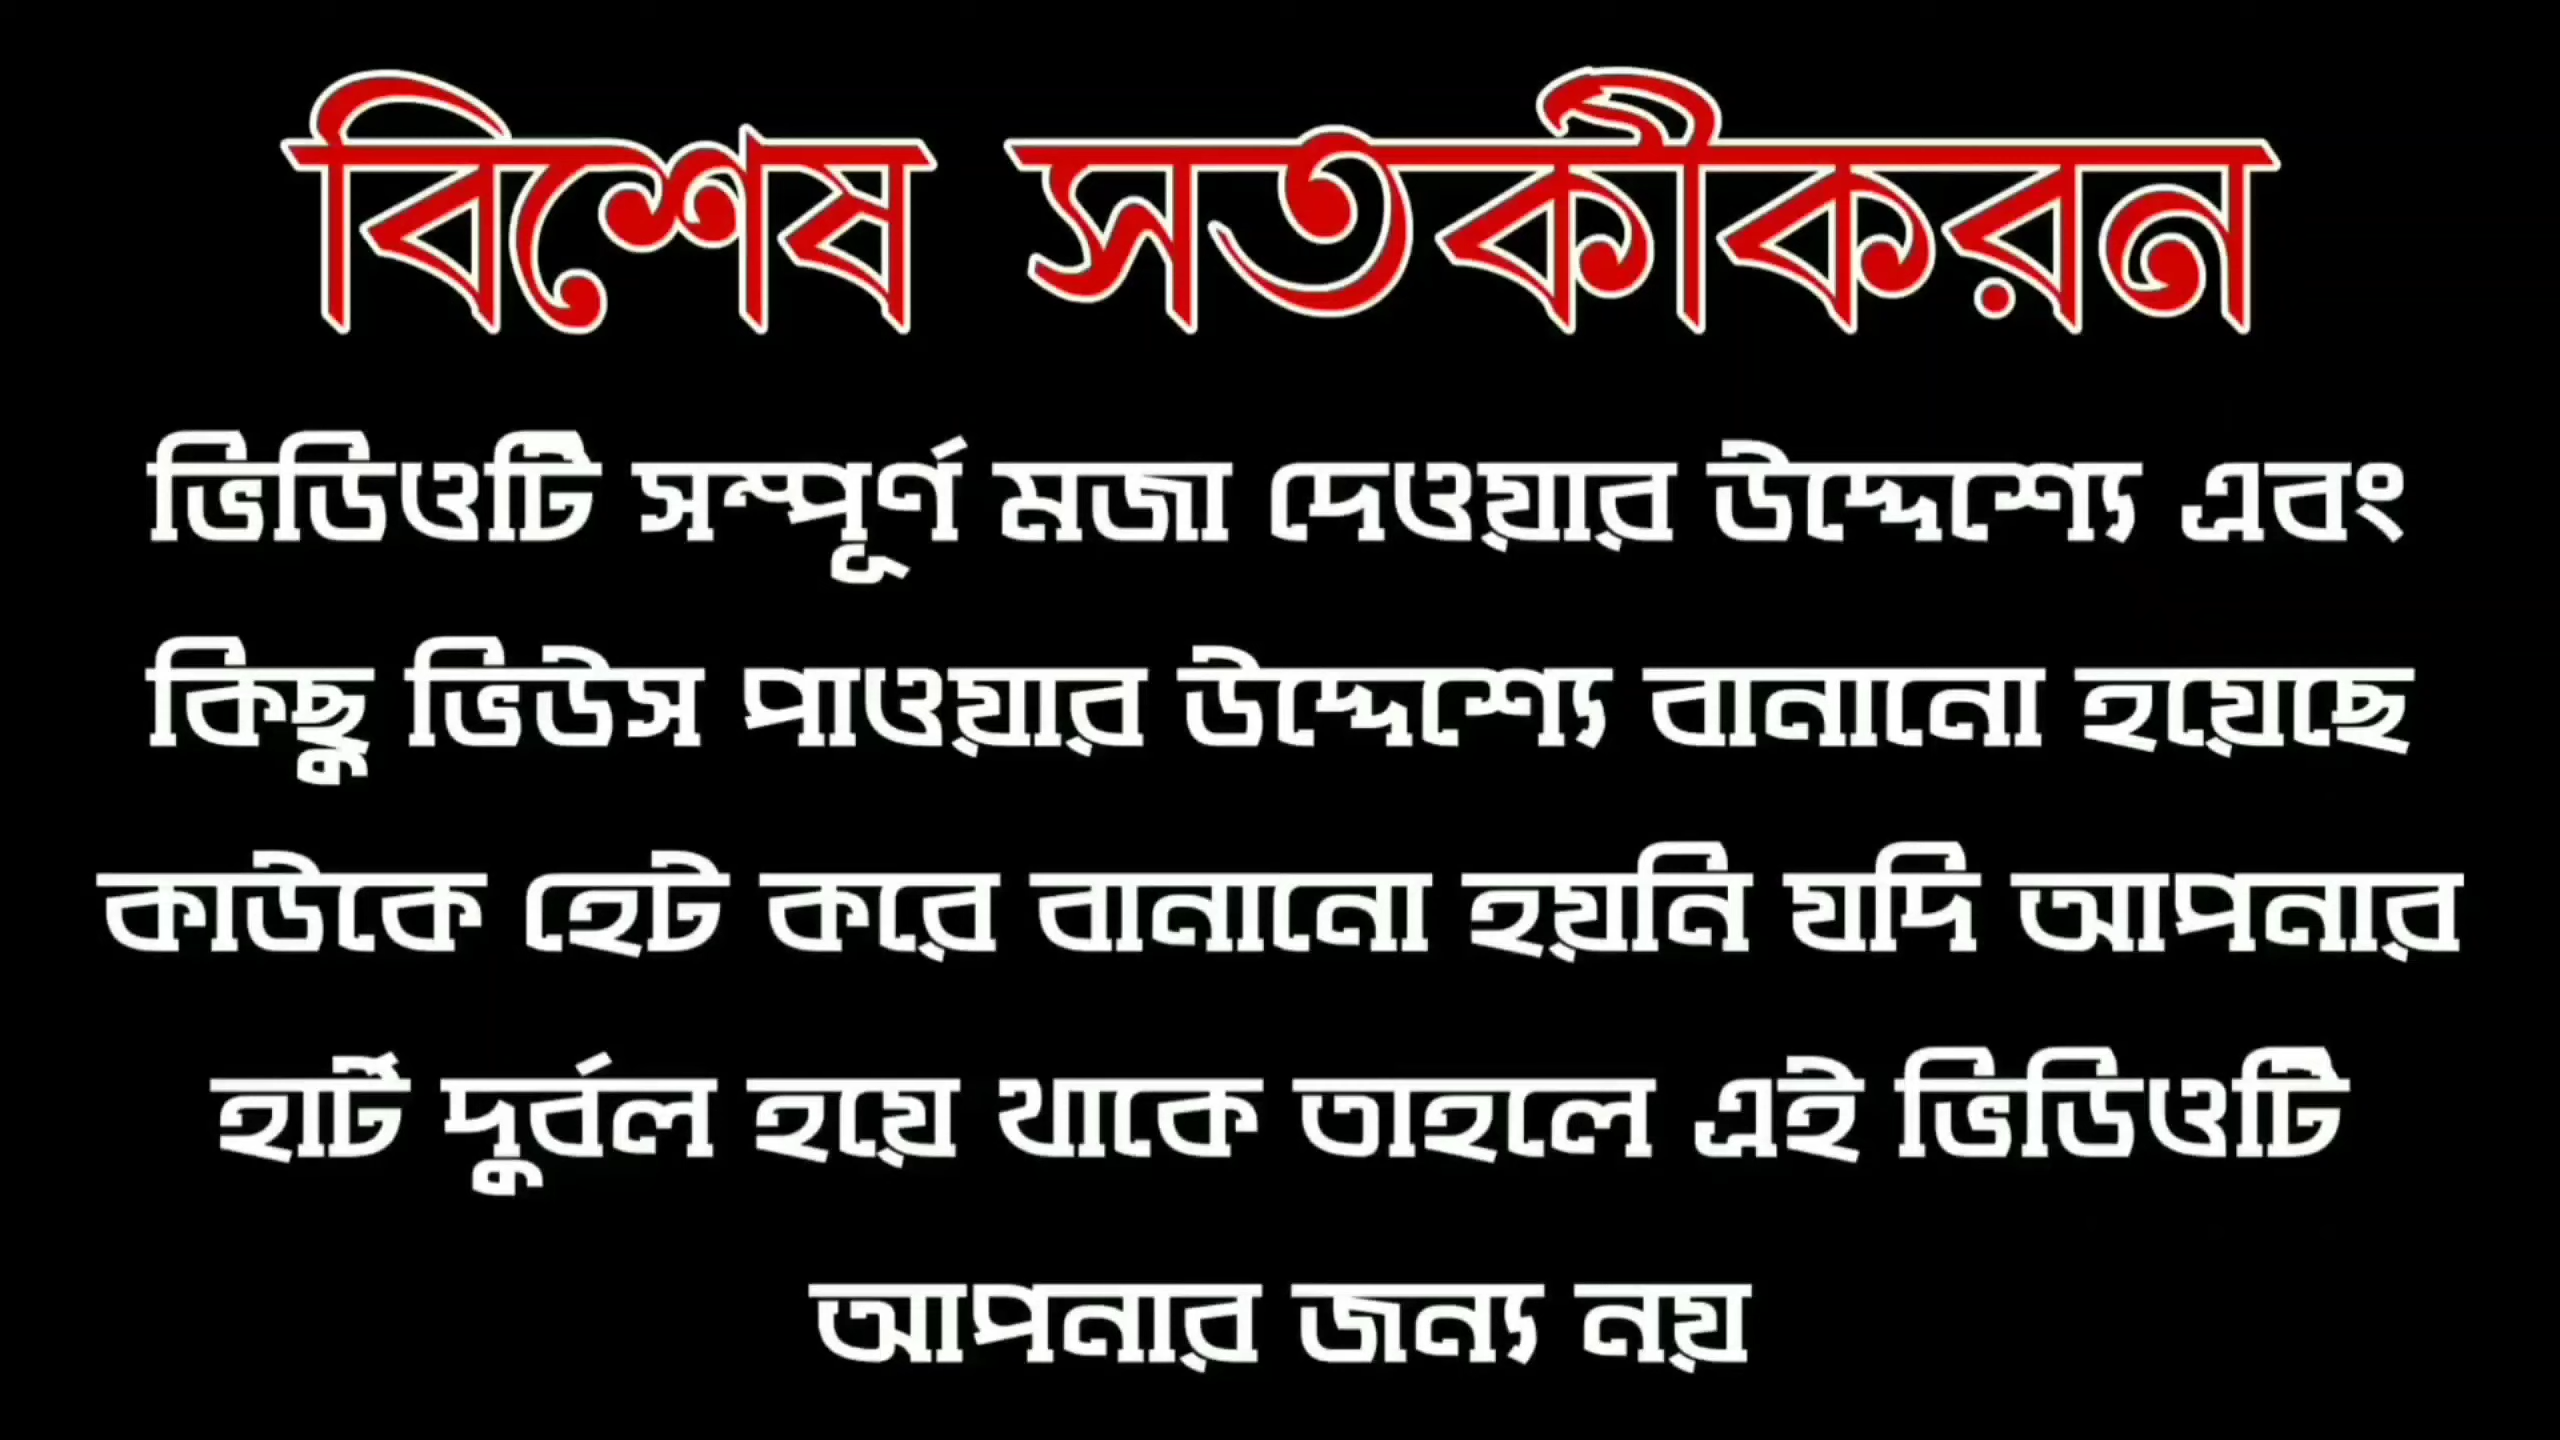 বিশেষ সতর্কীকরন
ভিডিওটি সম্পূর্ণ মজা দেওয়ার উদ্দেশ্যে এবং
কিছু ভিউস পাওয়ার উদ্দেশ্যে বানানো হয়েছে
কাউকে হেট করে বানানো হয়নি যদি আপনার
হার্ট দুর্বল হয়ে থাকে তাহলে এই ভিডিওটি
আপনার জন্য নয়